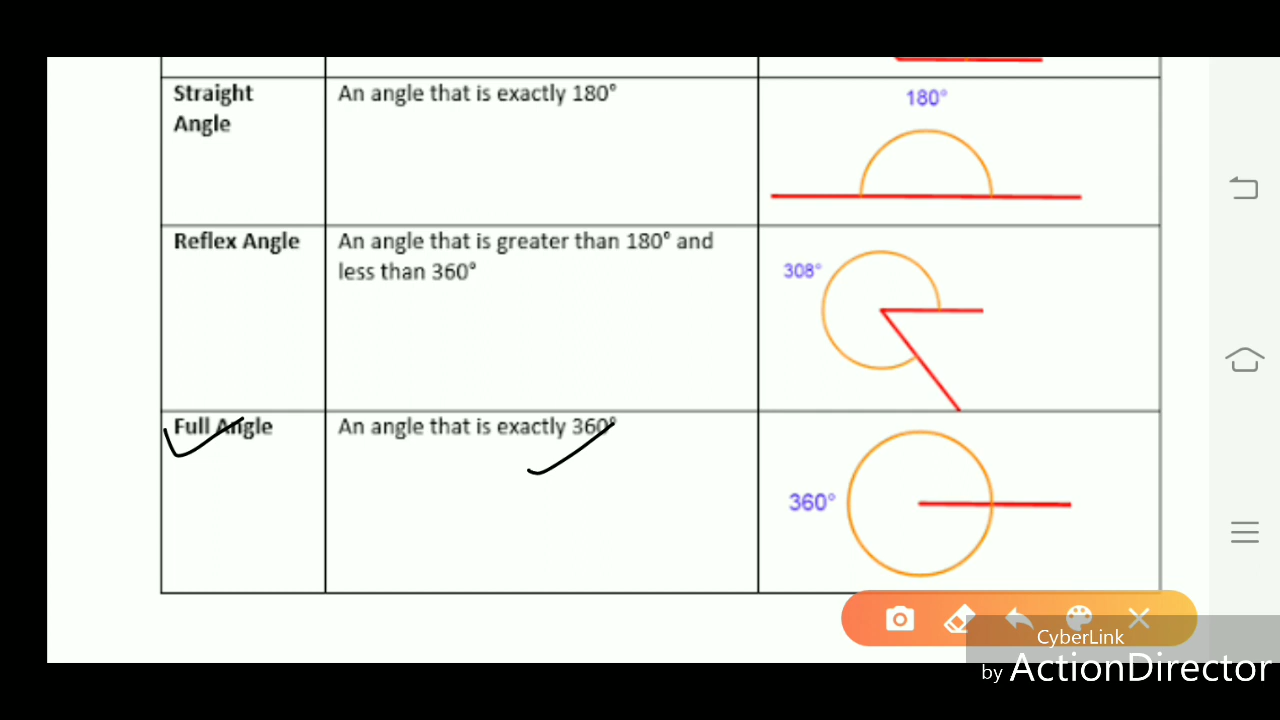 Straight
Angle
An angle that is exactly 180°
180°
Reflex Angle
An angle that is greater than 180° and
less than 360°
308°
Full Angle
An angle that is exactly 360°
360°
CyberLink
by ActionDirector